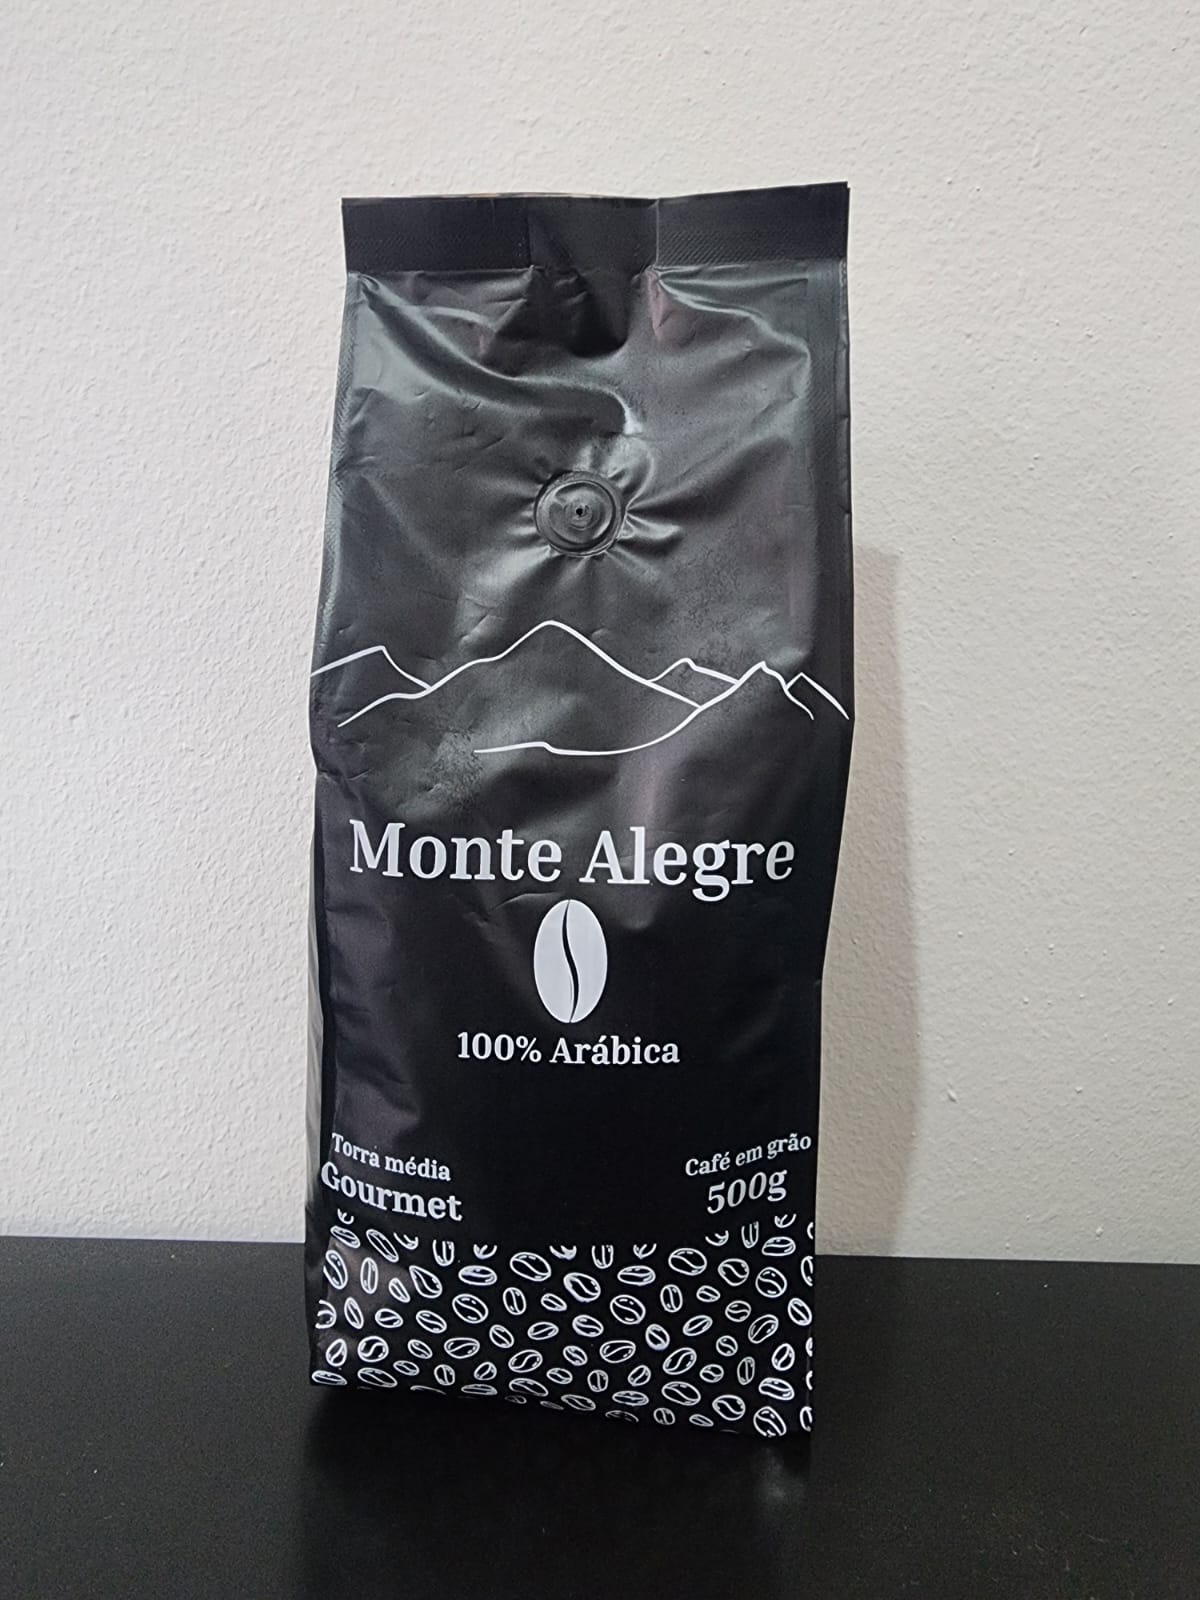 Monte Alegre
100% Arábica
Torra média
Gourmet
Café em grão
500g